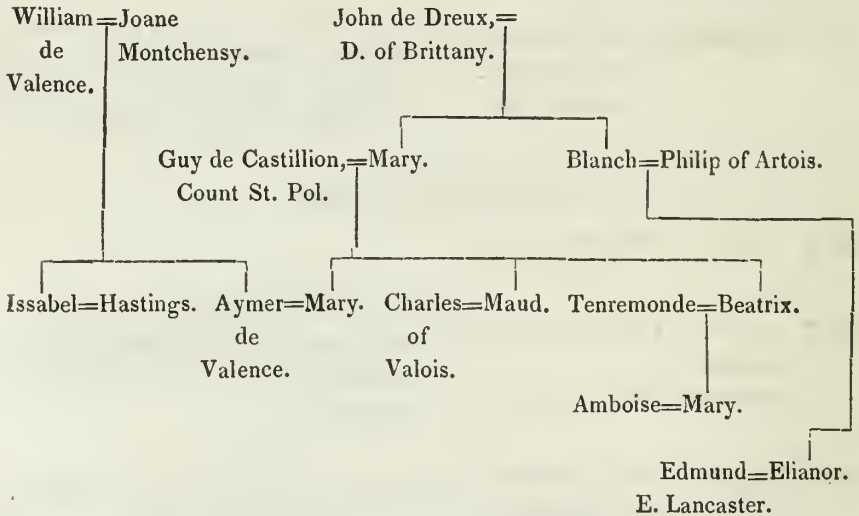 William=Joane John de Dreux,=
de Montchensy. D. of Brittany.
Valence.
Guy de Castillion,=Mary. Blanch=Philip of Artois.
Count St. Pol.
Issabel=Hastings. Aymer=Mary. Charles=Maud. Tenremonde=Beatrix.
de of
Valence. Valois.
Amboise=Mary.
Edmund=Elianor.
E. Lancaster.